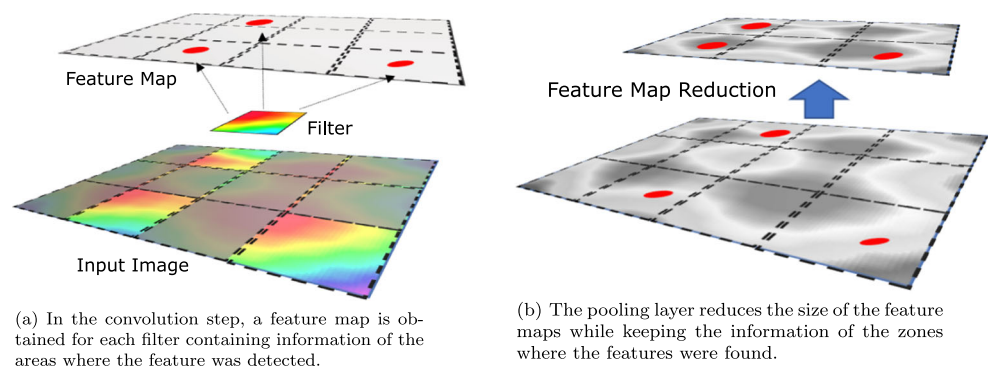 Feature Map
Filter
Input Image
(a) In the convolution step, a feature map is ob-
tained for each filter containing information of the
areas where the feature was detected.
Feature Map Reduction
(b) The pooling layer reduces the size of the feature
maps while keeping the information of the zones
where the features were found.